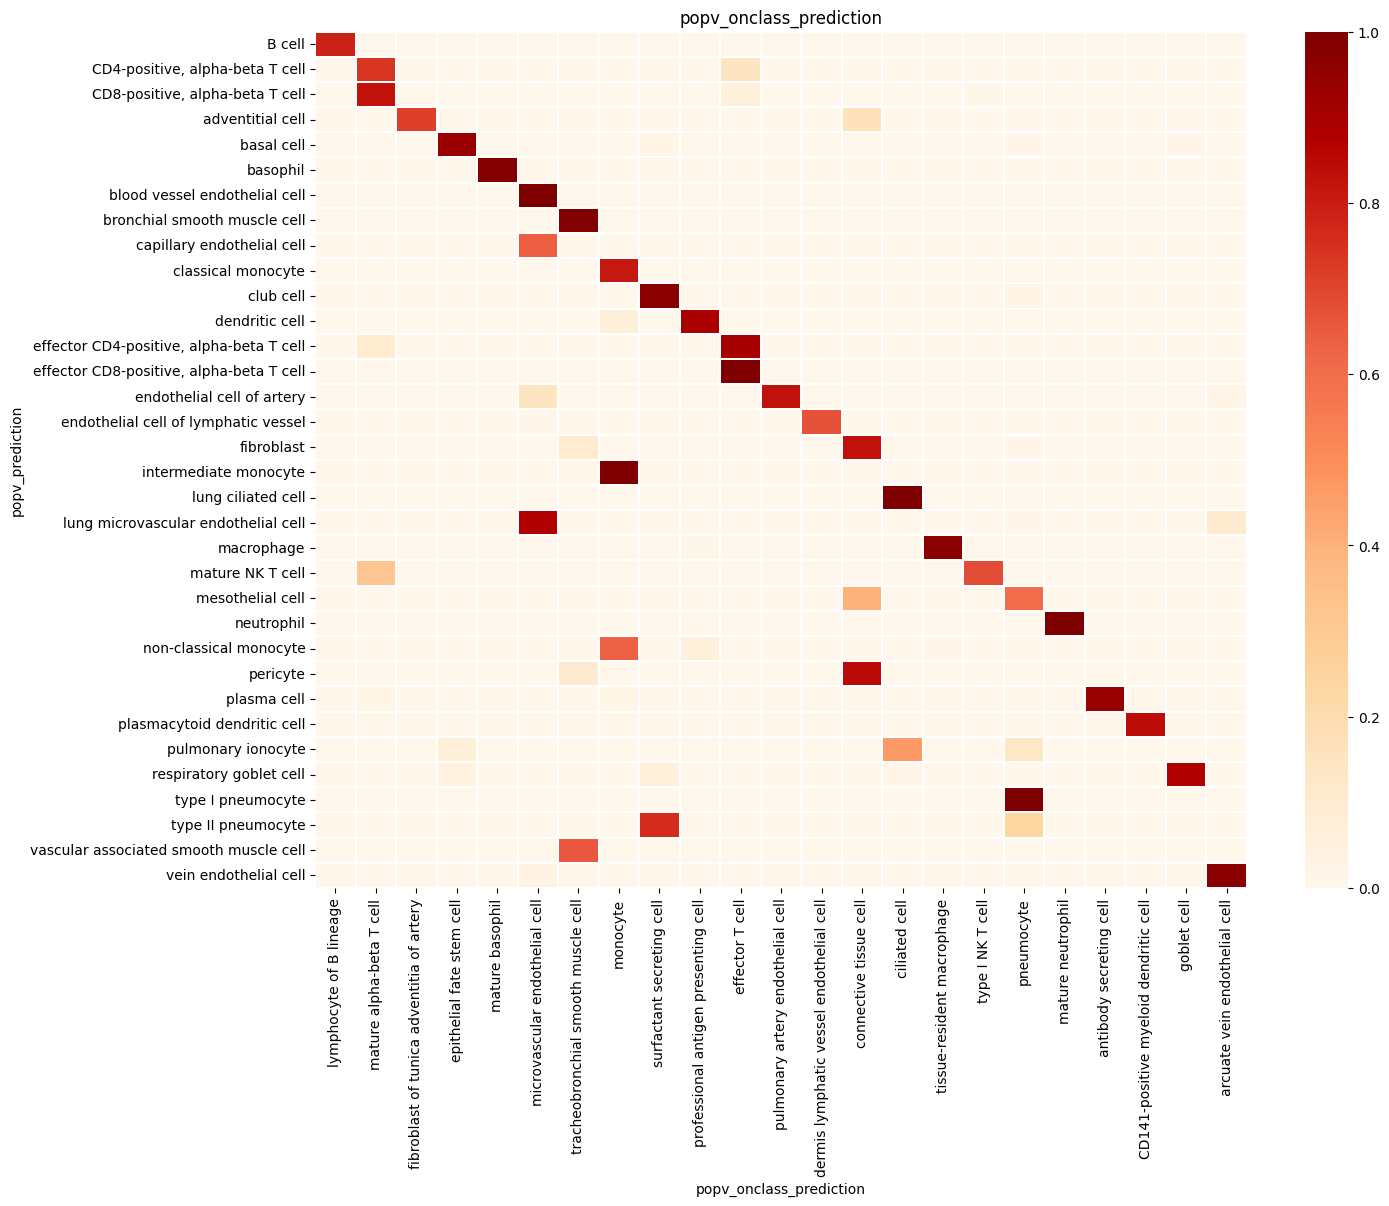 popv_onclass_prediction
B cell
CD4-positive, alpha-beta T cell
CD8-positive, alpha-beta T cell
adventitial cell
basal cell
basophil
blood vessel endothelial cell
bronchial smooth muscle cell
capillary endothelial cell
classical monocyte
club cell
dendritic cell
effector CD4-positive, alpha-beta T cell
effector CD8-positive, alpha-beta T cell
endothelial cell of artery
endothelial cell of lymphatic vessel
fibroblast
intermediate monocyte
lung ciliated cell
lung microvascular endothelial cell
macrophage
mature NK T cell
mesothelial cell
neutrophil
non-classical monocyte
pericyte
plasma cell
plasmacytoid dendritic cell
pulmonary ionocyte
respiratory goblet cell
type I pneumocyte
type II pneumocyte
vascular associated smooth muscle cell
vein endothelial cell
popv_prediction
lymphocyte of B lineage
mature alpha-beta T cell
fibroblast of tunica adventitia of artery
epithelial fate stem cell
mature basophil
microvascular endothelial cell
tracheobronchial smooth muscle cell
monocyte
surfactant secreting cell
professional antigen presenting cell
effector T cell
pulmonary artery endothelial cell
dermis lymphatic vessel endothelial cell
connective tissue cell
ciliated cell
tissue-resident macrophage
type I NK T cell
pneumocyte
mature neutrophil
antibody secreting cell
CD141-positive myeloid dendritic cell
goblet cell
arcuate vein endothelial cell
popv_onclass_prediction
1.0
0.8
0.6
0.4
0.2
0.0